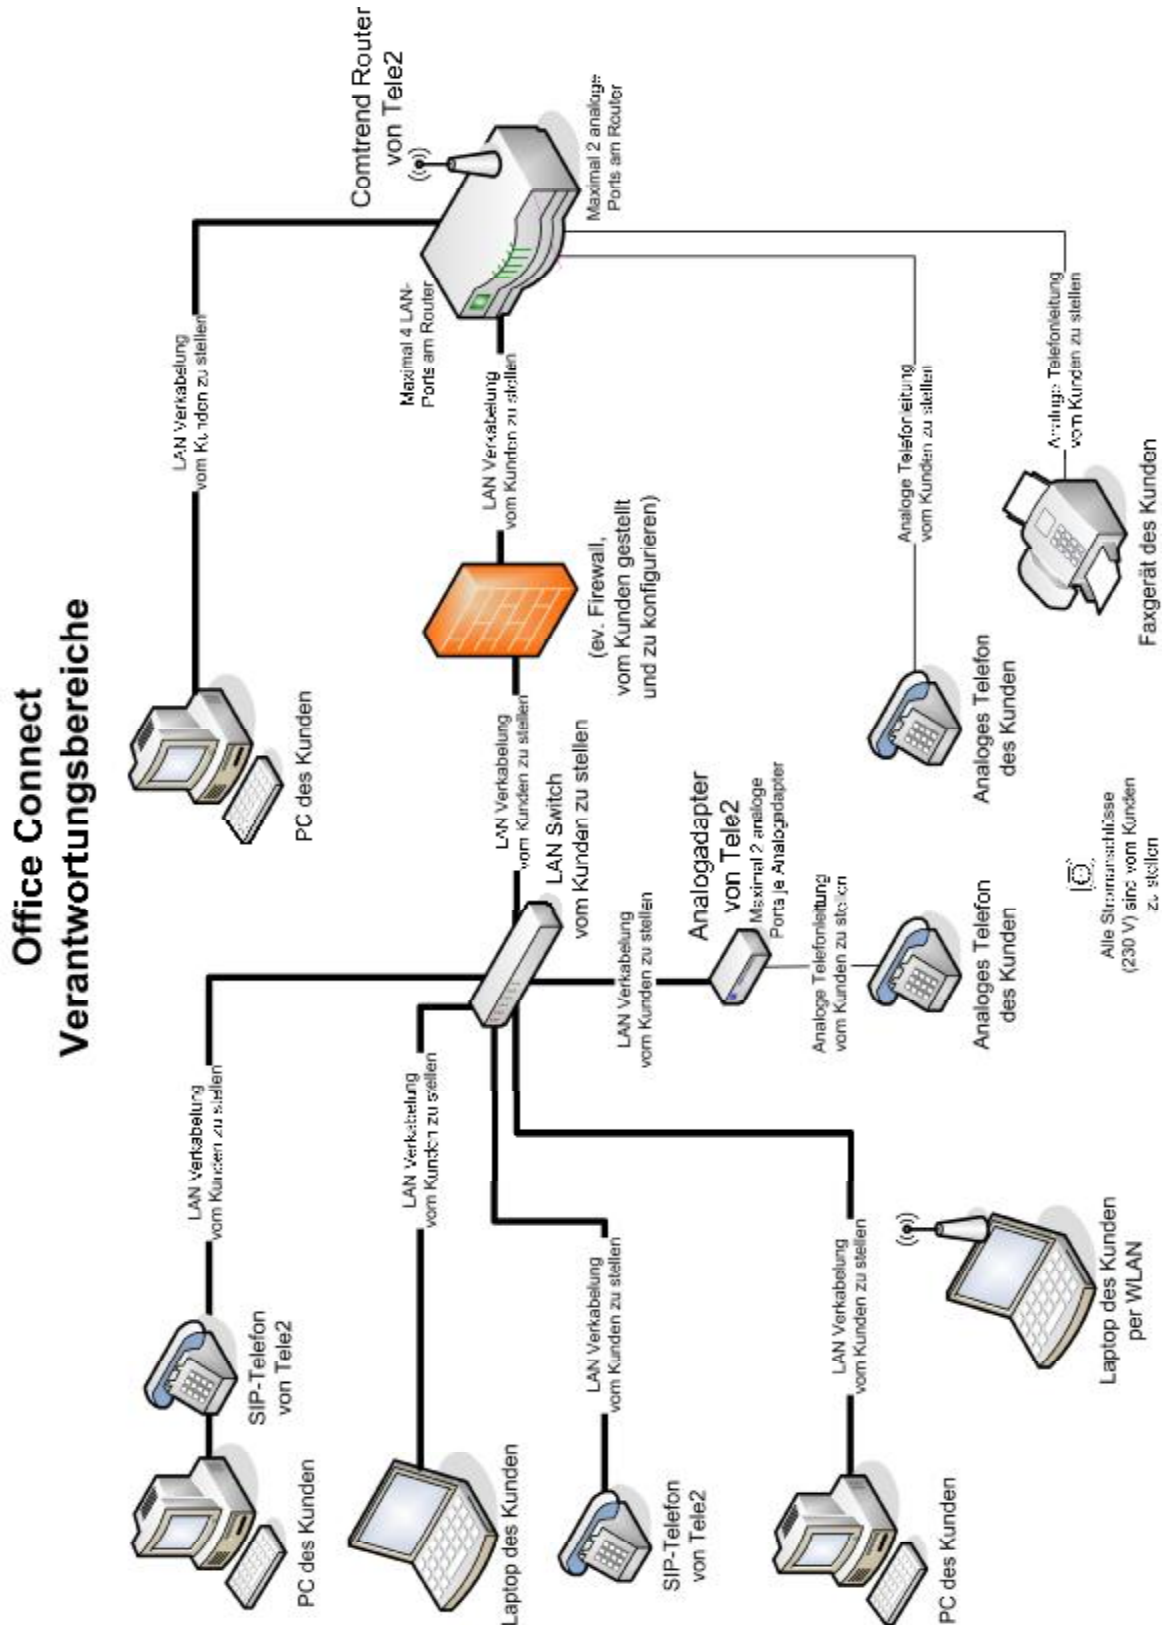 Office Connect
Verantwortungsbereiche
PC des Kunden
SIP-Telefon
von Tele2
LAN Verkabelung
vom Kunden zu stellen
PC des Kunden
LAN Verkabelung
vom Kunden zu stellen
Comtrend Router
von Tele2
Maximal 4 LAN-
Ports am Router
Maximal 2 analoge
Ports am Router
Laptop des Kunden
LAN Verkabelung
vom Kunden zu stellen
LAN Switch
vom Kunden zu stellen
LAN Verkabelung
vom Kunden zu stellen
(ev. Firewall,
vom Kunden gestellt
und zu konfigurieren)
LAN Verkabelung
vom Kunden zu stellen
SIP-Telefon
von Tele2
LAN Verkabelung
vom Kunden zu stellen
LAN Verkabelung
vom Kunden zu stellen
Analogadapter
von Tele2
Maximal 2 analoge
Ports je Analogadapter
PC des Kunden
LAN Verkabelung
vom Kunden zu stellen
Analoge Telefonleitung
vom Kunden zu stellen
Analoges Telefon
des Kunden
Analoge Telefonleitung
vom Kunden zu stellen
Analoges Telefon
des Kunden
Analoge Telefonleitung
vom Kunden zu stellen
Faxgerät des Kunden
Laptop des Kunden
per WLAN
Alle Stromanschlüsse
(230 V) sind vom Kunden
zu stellen